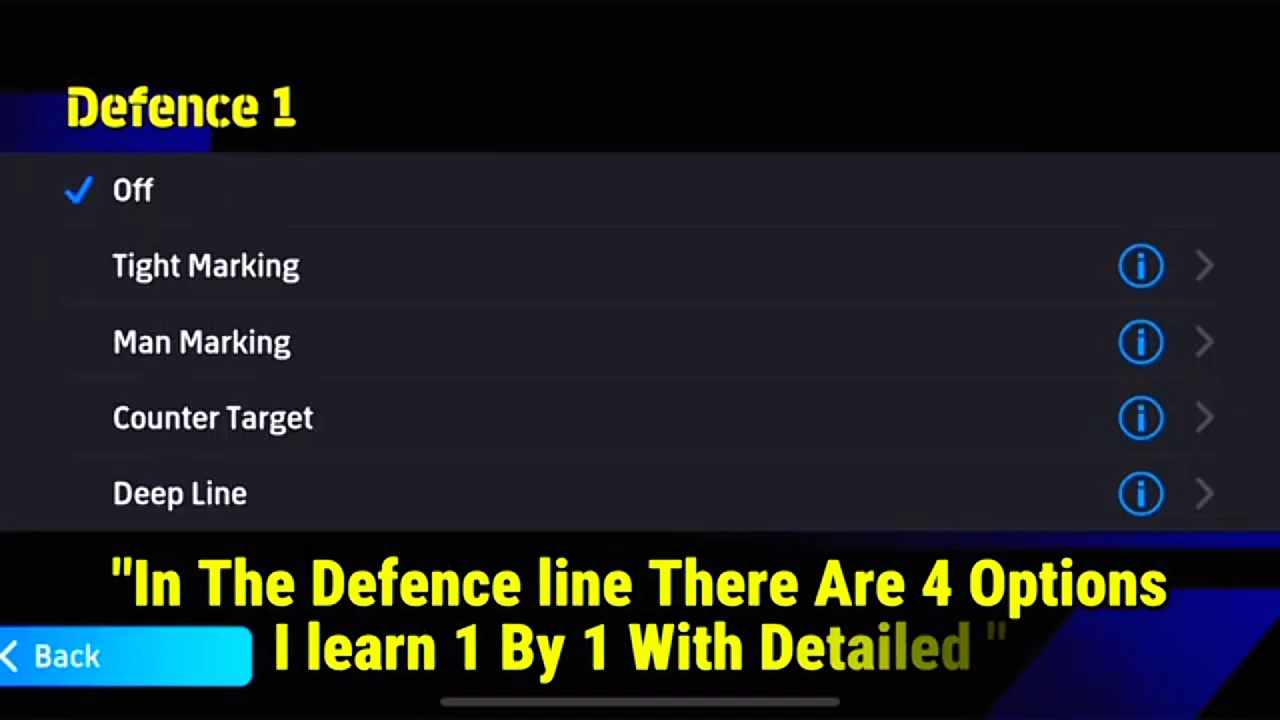 Defence 1
Off
Tight Marking
Man Marking
Counter Target
Deep Line
"In The Defence line There Are 4 Options
I learn 1 By 1 With Detailed "
Back